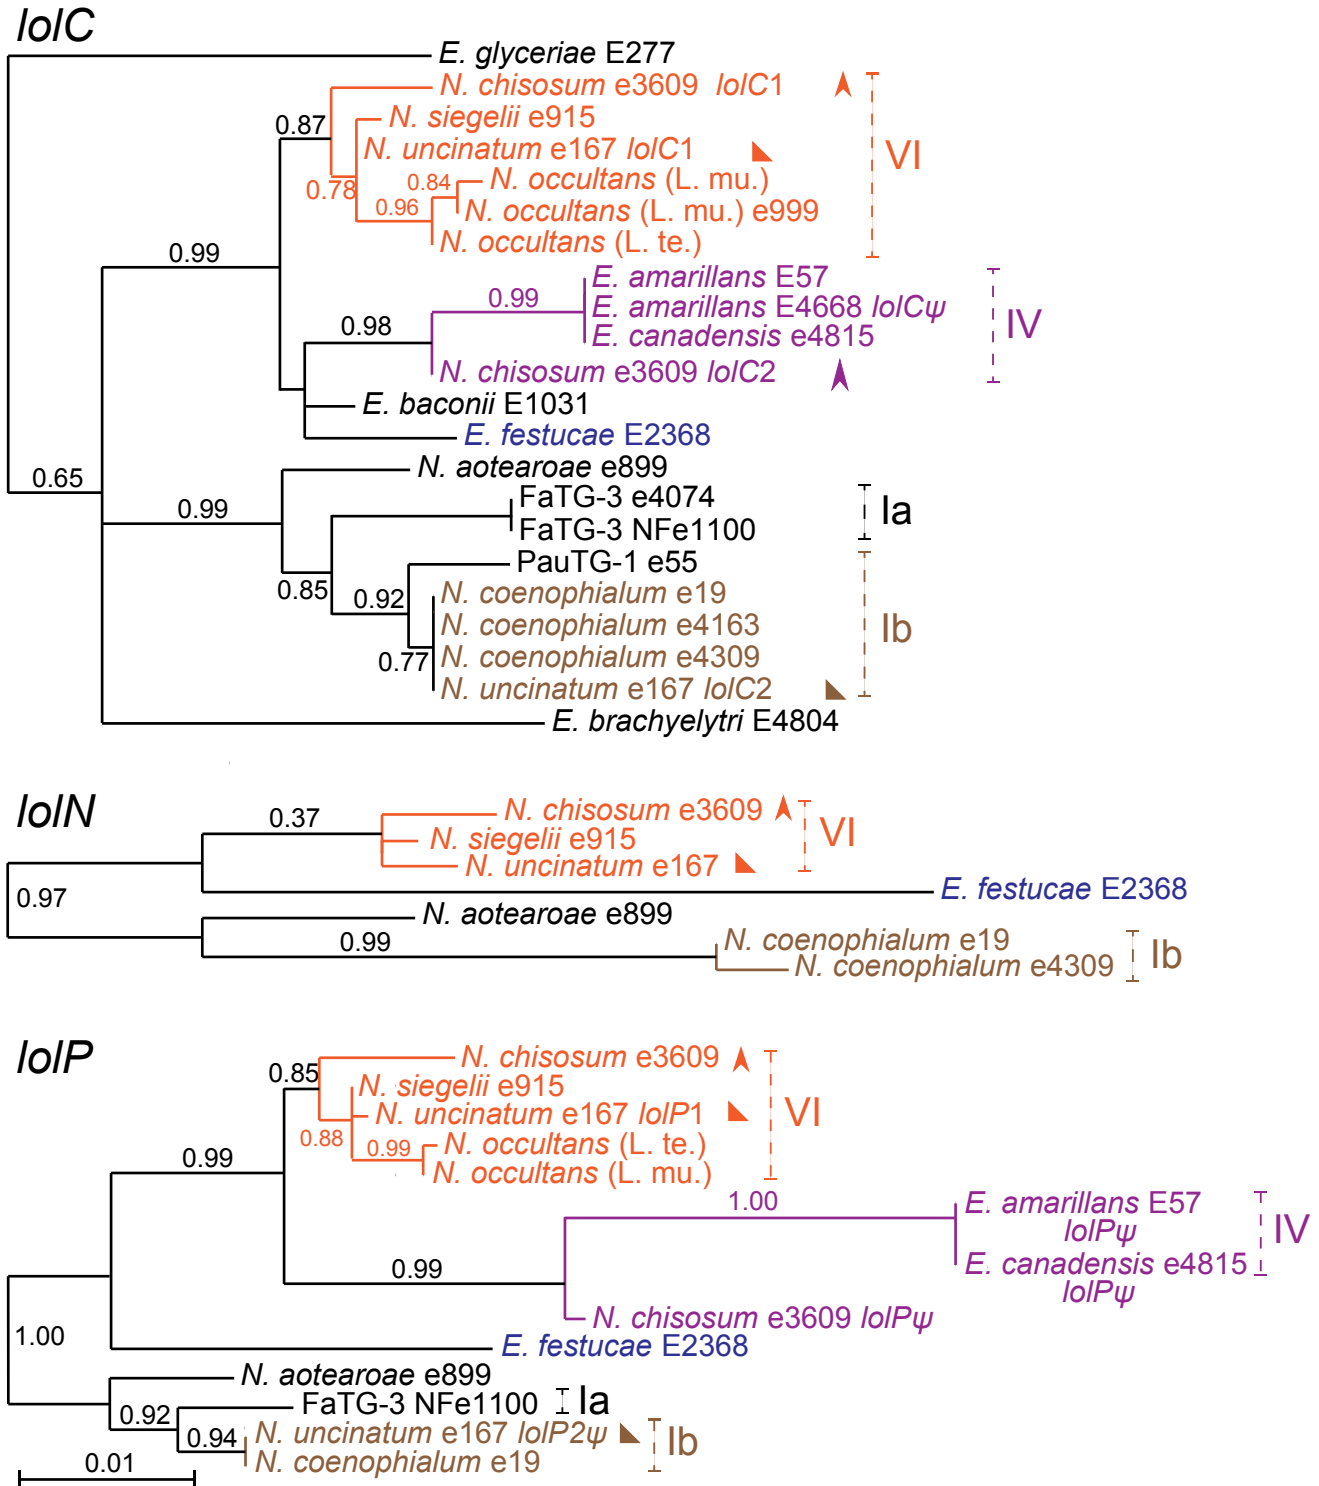 lolC
E. glyceriae E277
N. chisosum e3609 lolC1
0.87
N. siegelii e915
N. uncinatum e167 lolC1
VI
0.84
N. occultans (L. mu.)
0.78
0.96
N. occultans (L. mu.) e999
N. occultans (L. te.)
0.99
E. amarillans E57
0.99
E. amarillans E4668 lolCψ
IV
0.98
E. canadensis e4815
N. chisosum e3609 lolC2
E. baconii E1031
E. festucae E2368
N. aotearoae e899
0.65
0.99
FaTG-3 e4074
Ia
FaTG-3 NFe1100
PauTG-1 e55
0.85
0.92
N. coenophialum e19
N. coenophialum e4163
Ib
0.77
N. coenophialum e4309
N. uncinatum e167 lolC2
E. brachyelytri E4804
lolN
0.37
N. chisosum e3609
VI
N. siegelii e915
N. uncinatum e167
0.97
E. festucae E2368
N. aotearoae e899
0.99
N. coenophialum e19
Ib
N. coenophialum e4309
lolP
N. chisosum e3609
0.85
N. siegelii e915
VI
N. uncinatum e167 lolP1
0.88
0.99
N. occultans (L. te.)
N. occultans (L. mu.)
0.99
1.00
E. amarillans E57
lolPψ
IV
0.99
E. canadensis e4815
lolPψ
N. chisosum e3609 lolPψ
1.00
E. festucae E2368
N. aotearoae e899
FaTG-3 NFe1100
Ia
0.92
N. uncinatum e167 lolP2ψ
Ib
0.94
N. coenophialum e19
0.01